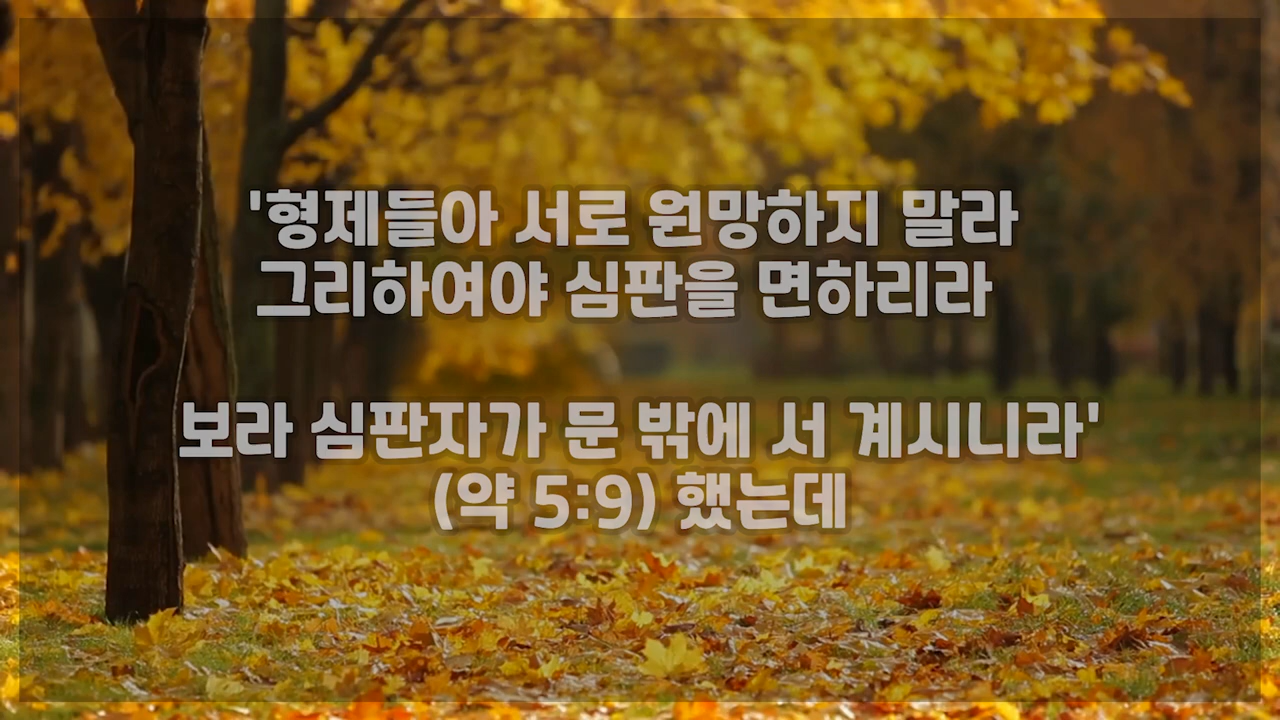 '형제들아 서로 원망하지 말라
그리하여야 심판을 면하리라
보라 심판자가 문 밖에 서 계시니라'
(약 5:9) 했는데